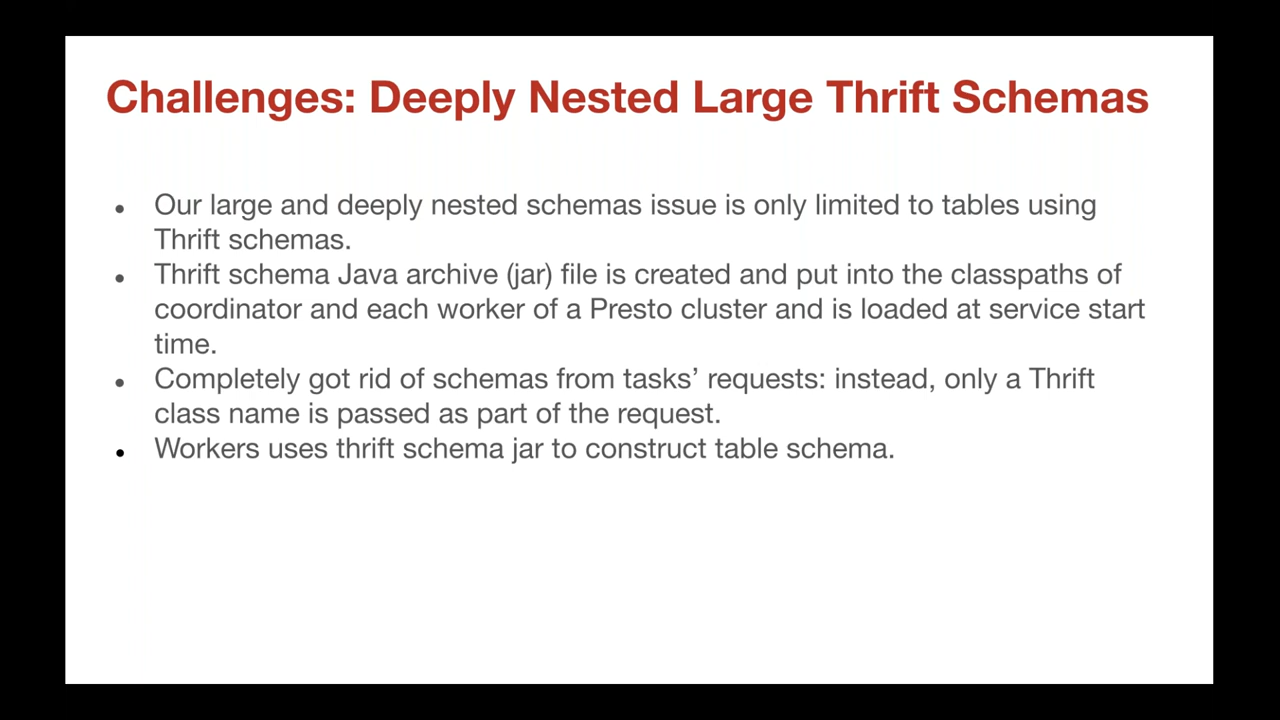 Challenges: Deeply Nested Large Thrift Schemas
● Our large and deeply nested schemas issue is only limited to tables using
Thrift schemas.
● Thrift schema Java archive (jar) file is created and put into the classpaths of
coordinator and each worker of a Presto cluster and is loaded at service start
time.
● Completely got rid of schemas from tasks’ requests: instead, only a Thrift
class name is passed as part of the request.
● Workers uses thrift schema jar to construct table schema.